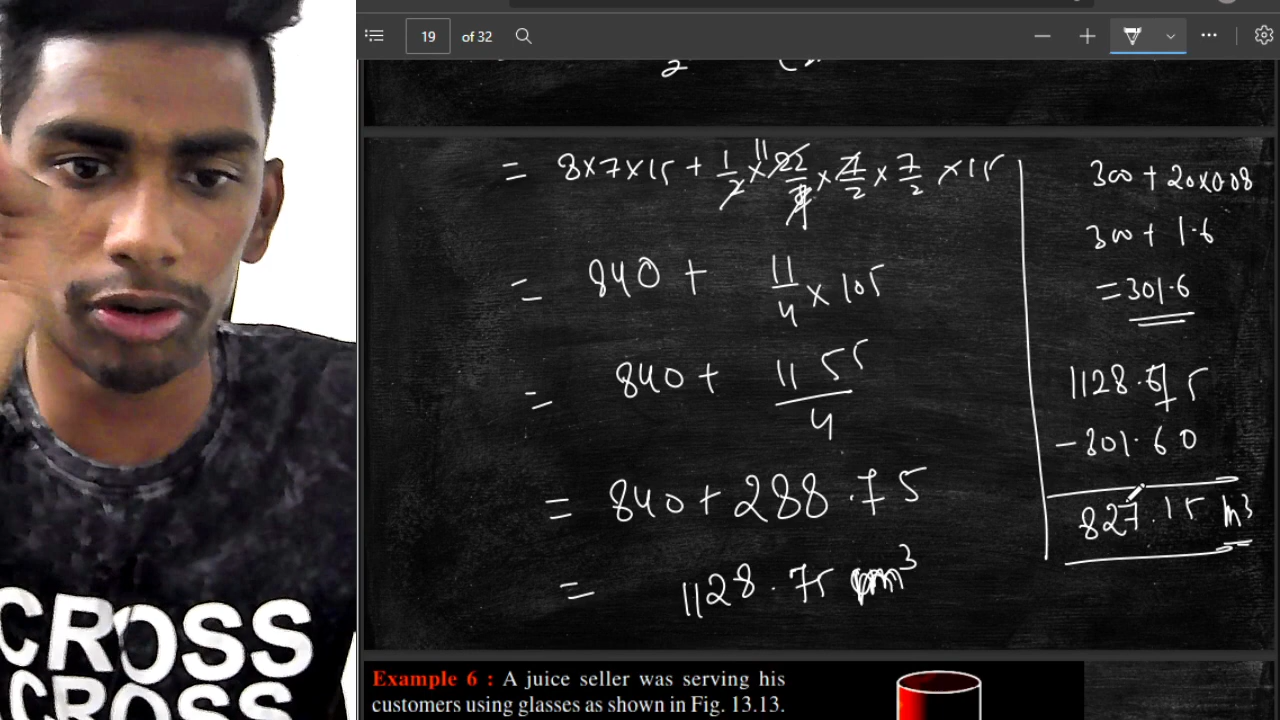 19 of 32
2
= 8×7×15 + 1/2 × 11 22/7 × 7/2 × 7/2 × 15
= 840 + 11/4 × 105
= 840 + 1155/4
= 840 + 288.75
= 1128.75 m³
300 + 20×0.08
300 + 1.6
= 301.6
1128.75
- 301.60
827.15 m³
Example 6 : A juice seller was serving his
customers using glasses as shown in Fig. 13.13.
CROSS
CROSS